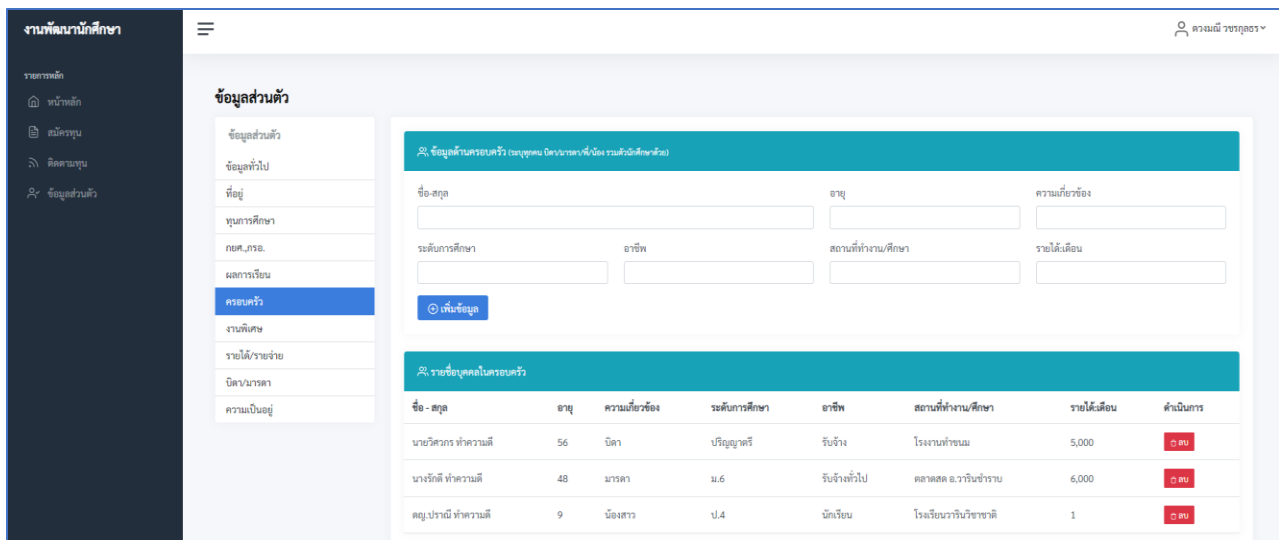 งานพัฒนานักศึกษา
ดวงมณี วชรกุลธร
รายการหลัก
หน้าหลัก
สมัครทุน
ติดตามทุน
ข้อมูลส่วนตัว
ข้อมูลส่วนตัว
ข้อมูลส่วนตัว
ข้อมูลทั่วไป
ที่อยู่
ทุนการศึกษา
กยศ.,กรอ.
ผลการเรียน
ครอบครัว
งานพิเศษ
รายได้/รายจ่าย
บิดา/มารดา
ความเป็นอยู่
ข้อมูลด้านครอบครัว (ระบุทุกคน บิดา/มารดา/พี่/น้อง รวมตัวนักศึกษาด้วย)
ชื่อ-สกุล อายุ ความเกี่ยวข้อง
ระดับการศึกษา อาชีพ สถานที่ทำงาน/ศึกษา รายได้:เดือน
เพิ่มข้อมูล
รายชื่อบุคคลในครอบครัว
ชื่อ - สกุล อายุ ความเกี่ยวข้อง ระดับการศึกษา อาชีพ สถานที่ทำงาน/ศึกษา รายได้:เดือน ดำเนินการ
นายวิศวกร ทำความดี 56 บิดา ปริญญาตรี รับจ้าง โรงงานทำขนม 5,000 ลบ
นางรักดี ทำความดี 48 มารดา ม.6 รับจ้างทั่วไป ตลาดสด อ.วารินชำราบ 6,000 ลบ
ดญ.ปราณี ทำความดี 9 น้องสาว ป.4 นักเรียน โรงเรียนวารินวิชาชาติ 1 ลบ